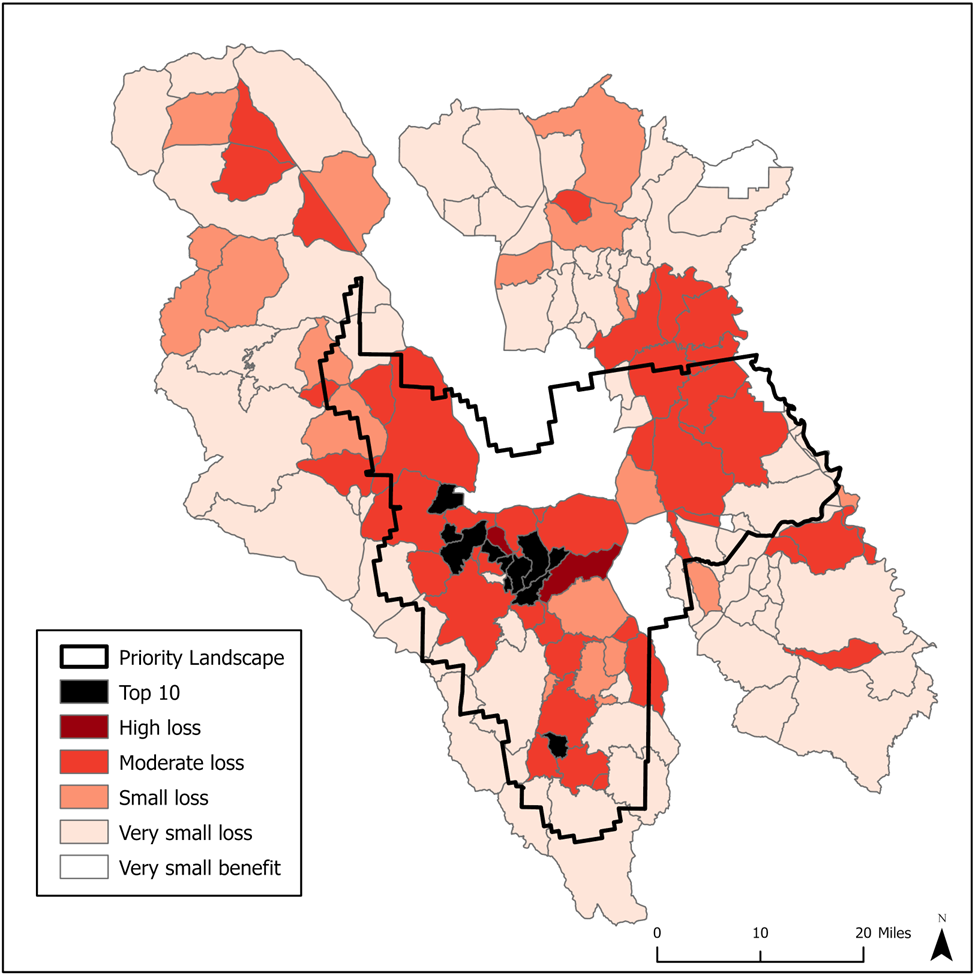 Priority Landscape
Top 10
High loss
Moderate loss
Small loss
Very small loss
Very small benefit
N
0 10 20 Miles